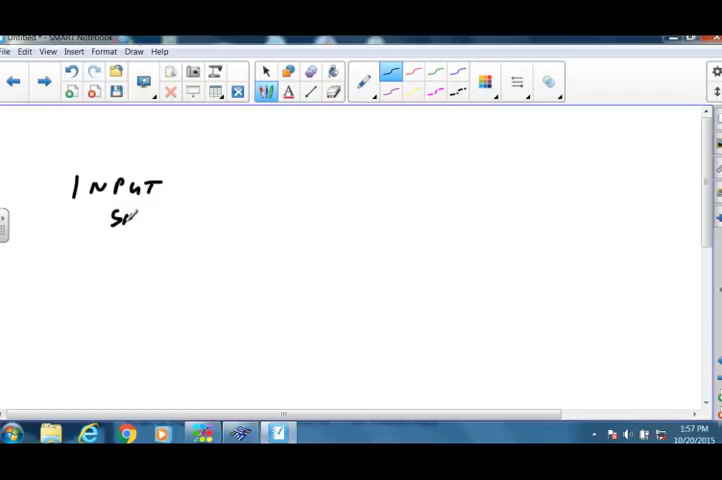 Untitled * - SMART Notebook
File Edit View Insert Format Draw Help
INPUT
1:57 PM
10/20/2015